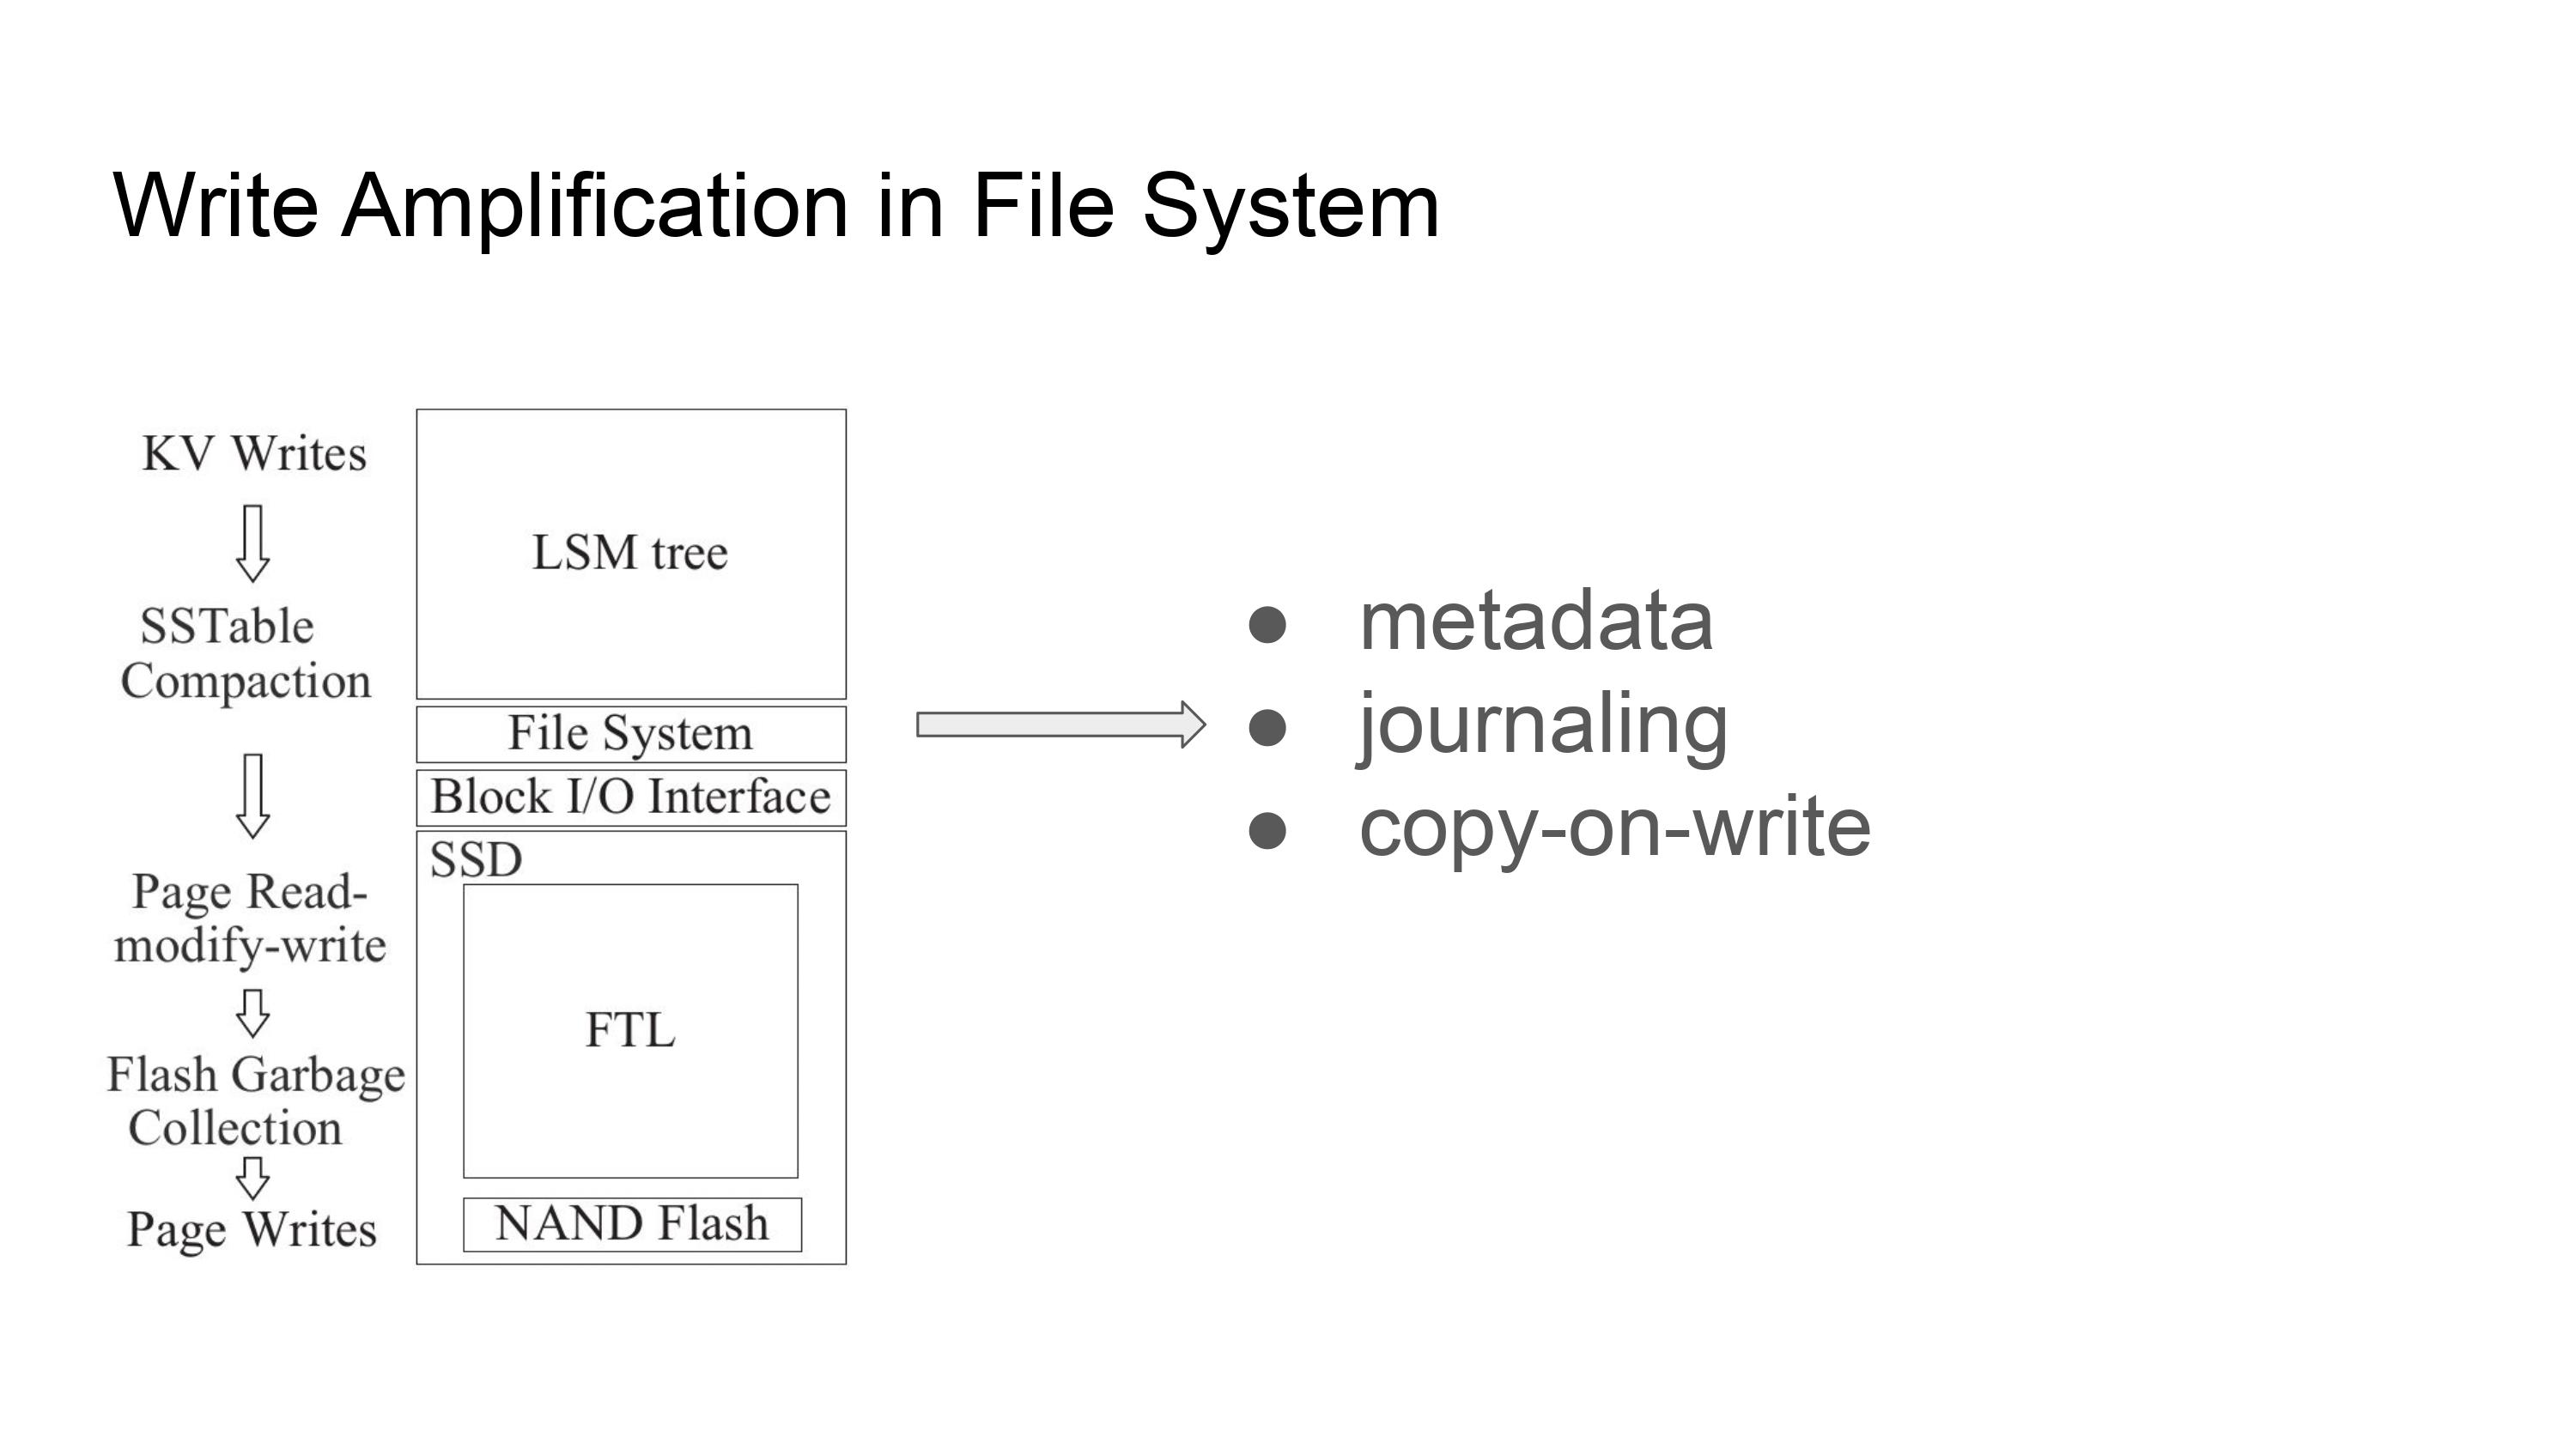 Write Amplification in File System
KV Writes
SSTable
Compaction
Page Read-
modify-write
Flash Garbage
Collection
Page Writes
LSM tree
File System
Block I/O Interface
SSD
FTL
NAND Flash
● metadata
● journaling
● copy-on-write